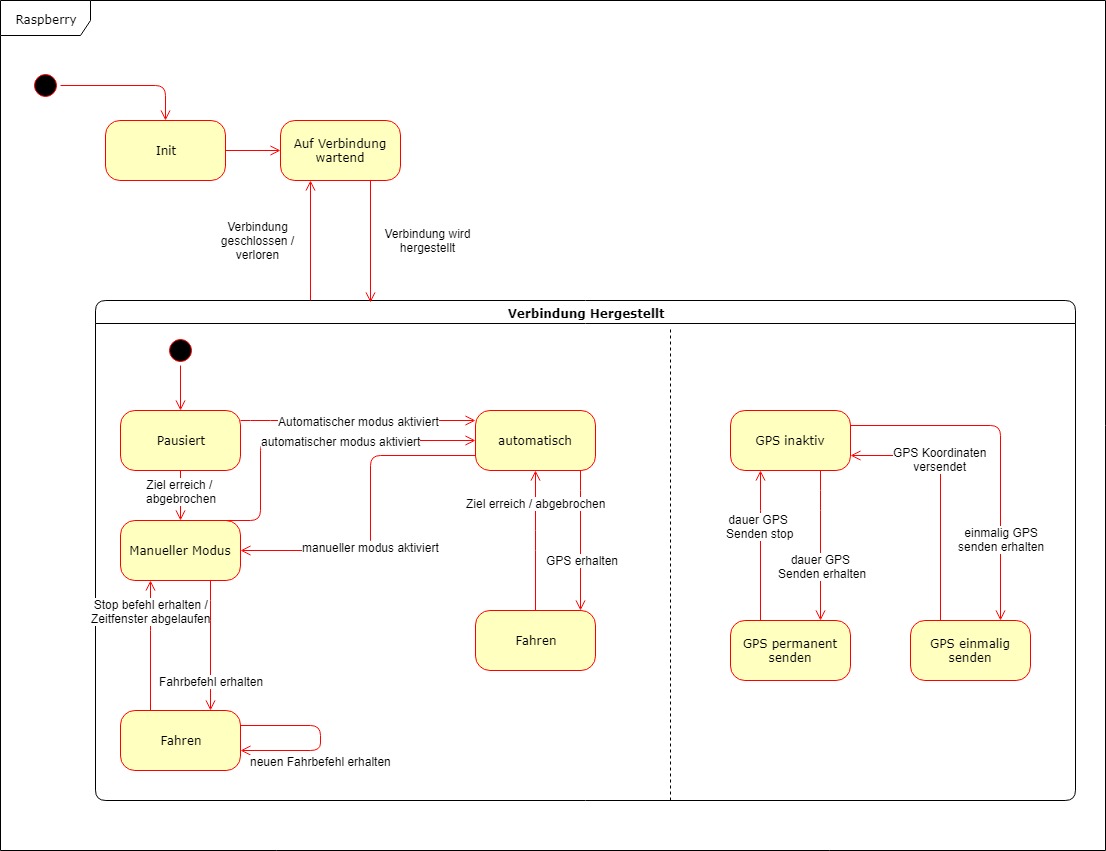 Raspberry
Init
Auf Verbindung
wartend
Verbindung
geschlossen /
verloren
Verbindung wird
hergestellt
Verbindung Hergestellt
Pausiert
Automatischer modus aktiviert
automatischer modus aktiviert
automatisch
Ziel erreich /
abgebrochen
Manueller Modus
manueller modus aktiviert
Ziel erreich / abgebrochen
GPS erhalten
Fahren
Stop befehl erhalten /
Zeitfenster abgelaufen
Fahrbefehl erhalten
Fahren
neuen Fahrbefehl erhalten
GPS inaktiv
GPS Koordinaten
versendet
dauer GPS
Senden stop
dauer GPS
Senden erhalten
einmalig GPS
senden erhalten
GPS permanent
senden
GPS einmalig
senden